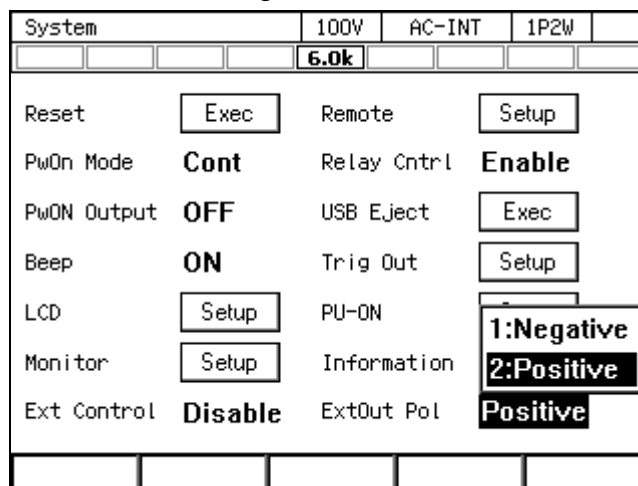 System 100V AC-INT 1P2W
6.0k
Reset Exec Remote Setup
PwOn Mode Cont Relay Cntrl Enable
PwON Output OFF USB Eject Exec
Beep ON Trig Out Setup
LCD Setup PU-ON
1:Negative
Monitor Setup Information 2:Positive
Ext Control Disable ExtOut Pol Positive